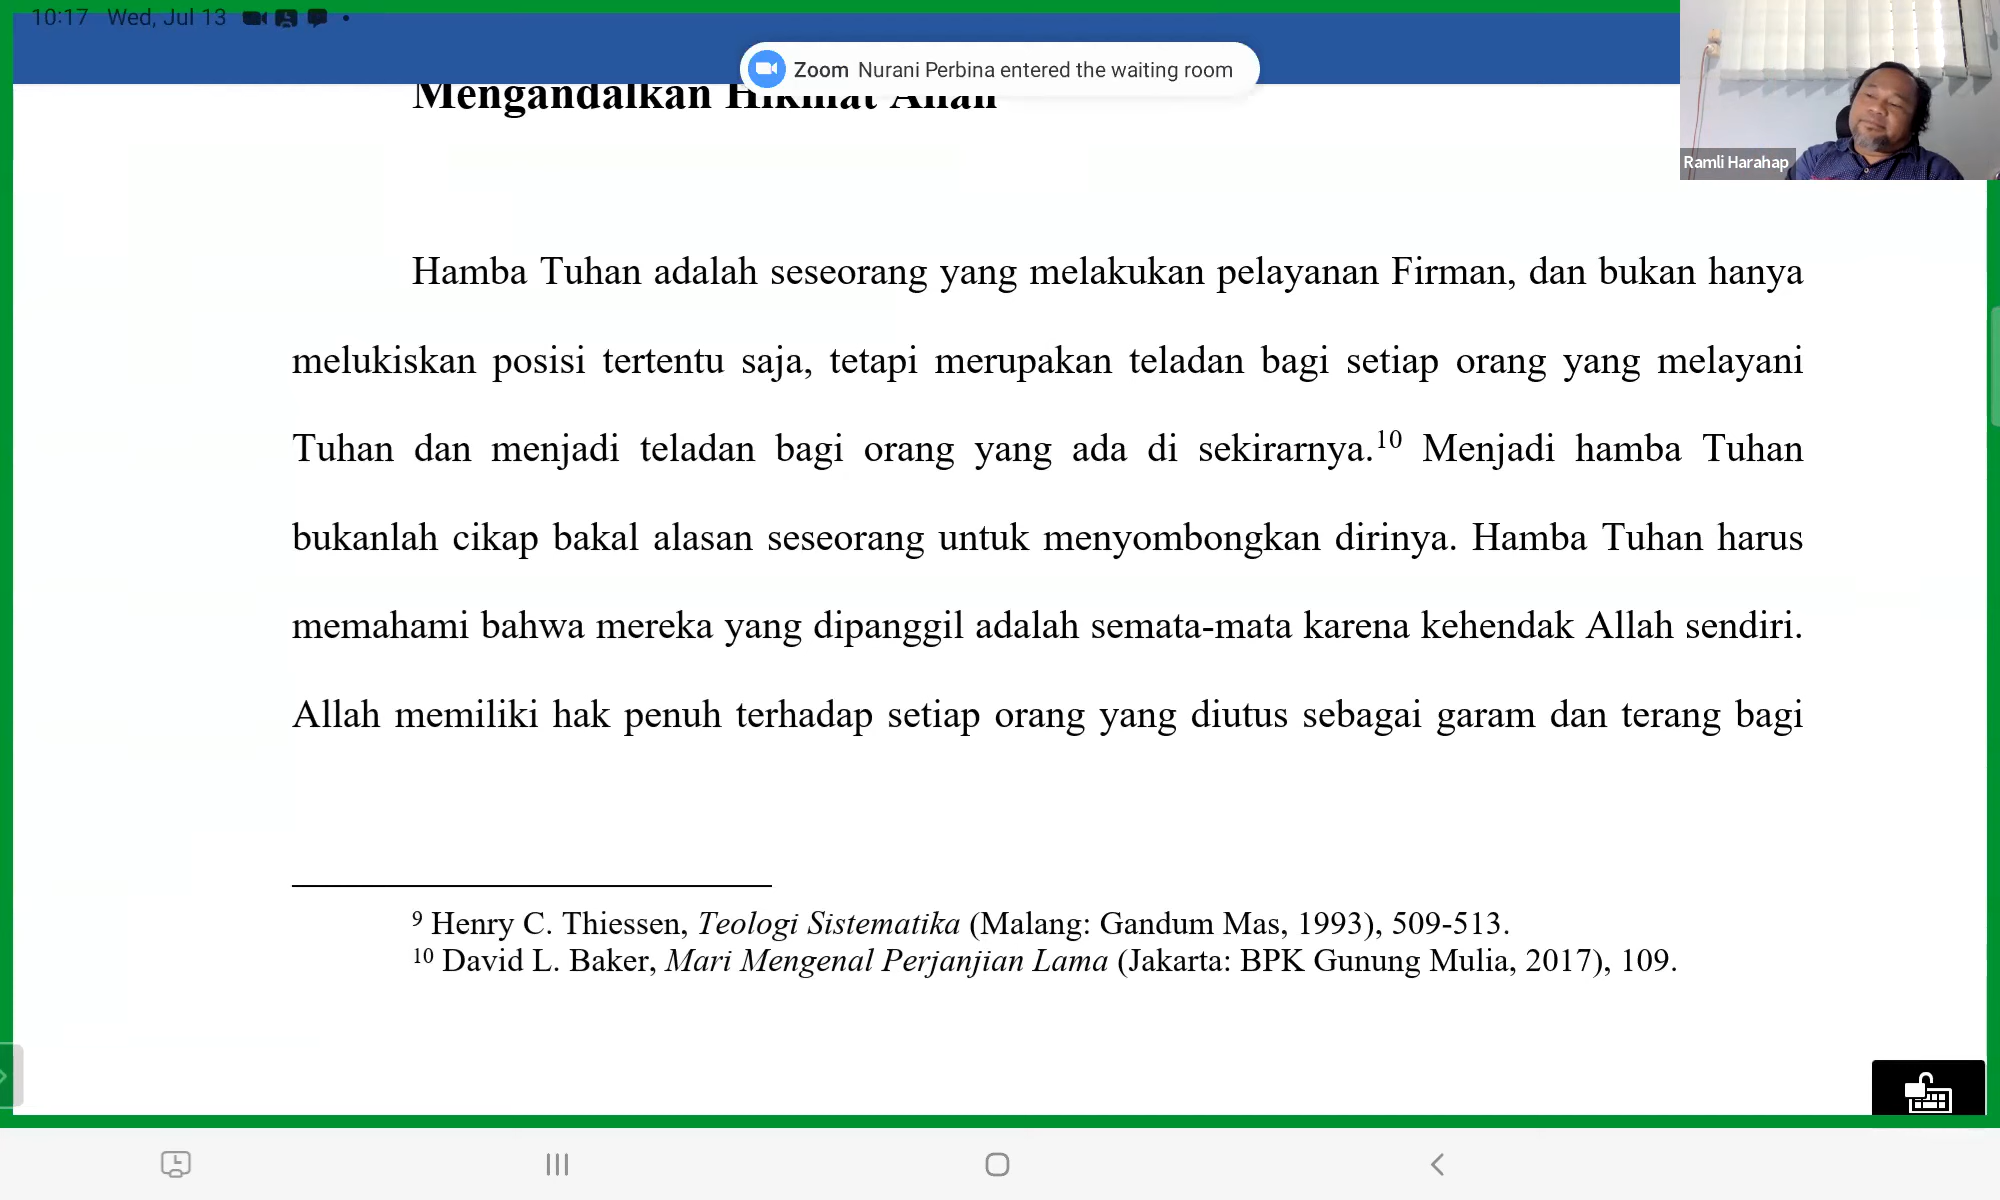 10:17 Wed, Jul 13
Zoom Nurani Perbina entered the waiting room
Ramli Harahap
Mengandalkan Hikmat Allah
Hamba Tuhan adalah seseorang yang melakukan pelayanan Firman, dan bukan hanya
melukiskan posisi tertentu saja, tetapi merupakan teladan bagi setiap orang yang melayani
Tuhan dan menjadi teladan bagi orang yang ada di sekirarnya.¹⁰ Menjadi hamba Tuhan
bukanlah cikap bakal alasan seseorang untuk menyombongkan dirinya. Hamba Tuhan harus
memahami bahwa mereka yang dipanggil adalah semata-mata karena kehendak Allah sendiri.
Allah memiliki hak penuh terhadap setiap orang yang diutus sebagai garam dan terang bagi
⁹ Henry C. Thiessen, Teologi Sistematika (Malang: Gandum Mas, 1993), 509-513.
¹⁰ David L. Baker, Mari Mengenal Perjanjian Lama (Jakarta: BPK Gunung Mulia, 2017), 109.